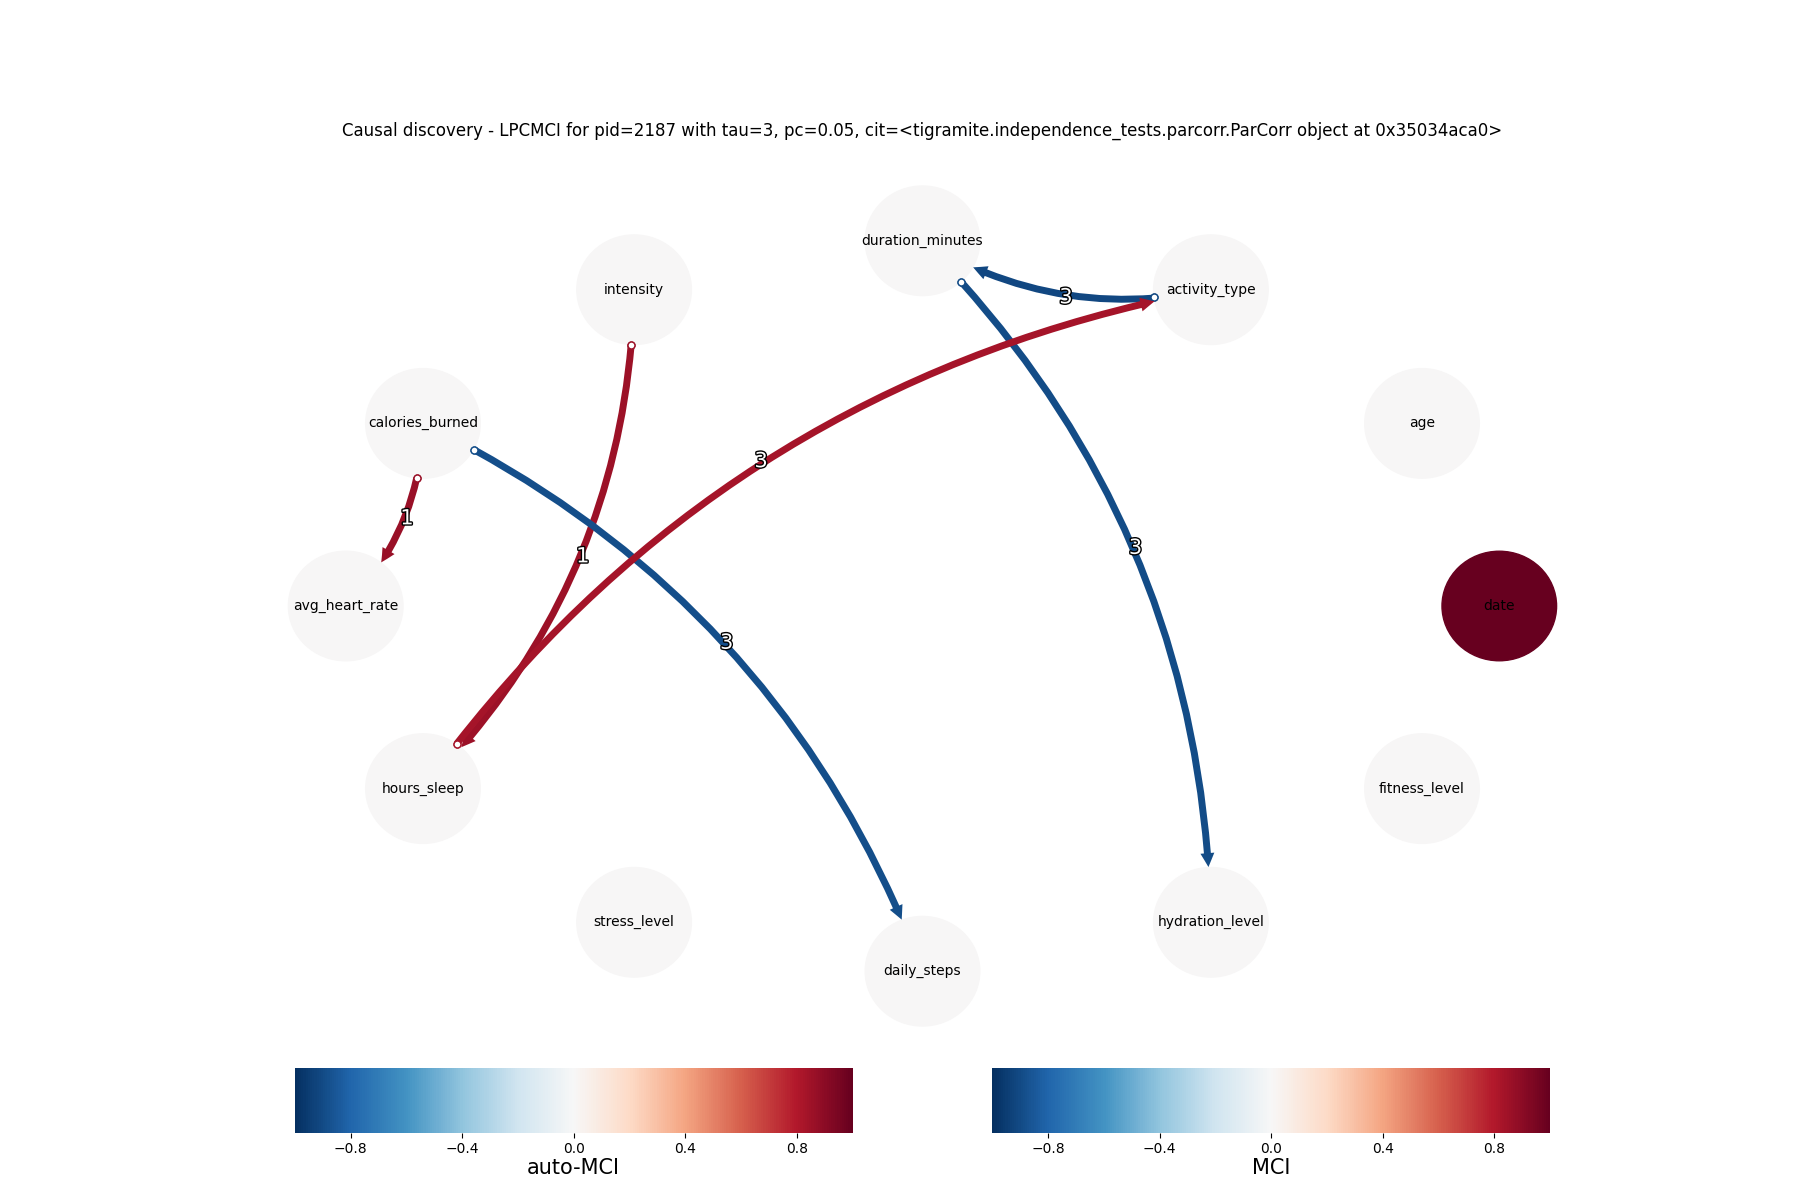 Causal discovery - LPCMCI for pid=2187 with tau=3, pc=0.05, cit=<tigramite.independence_tests.parcorr.ParCorr object at 0x35034aca0>
duration_minutes
intensity
activity_type
3
calories_burned
age
3
1
3
1
avg_heart_rate
date
3
hours_sleep
fitness_level
stress_level
hydration_level
daily_steps
−0.8 −0.4 0.0 0.4 0.8
auto-MCI
−0.8 −0.4 0.0 0.4 0.8
MCI